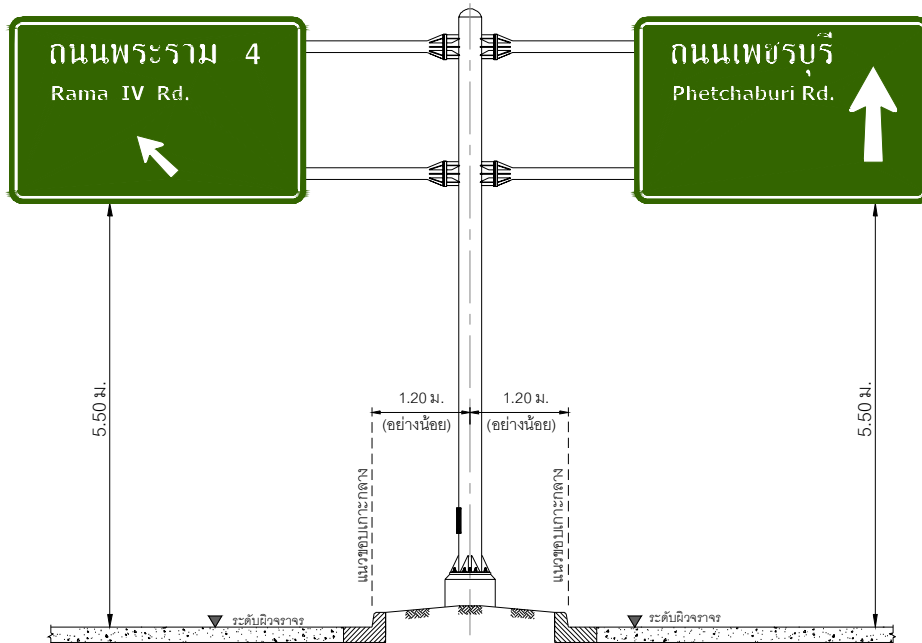 ถนนพระราม 4
Rama IV Rd.
ถนนเพชรบุรี
Phetchaburi Rd.
5.50 ม.
5.50 ม.
1.20 ม.
(อย่างน้อย)
1.20 ม.
(อย่างน้อย)
แนวขอบเกาะกลาง
แนวขอบเกาะกลาง
ระดับผิวจราจร
ระดับผิวจราจร